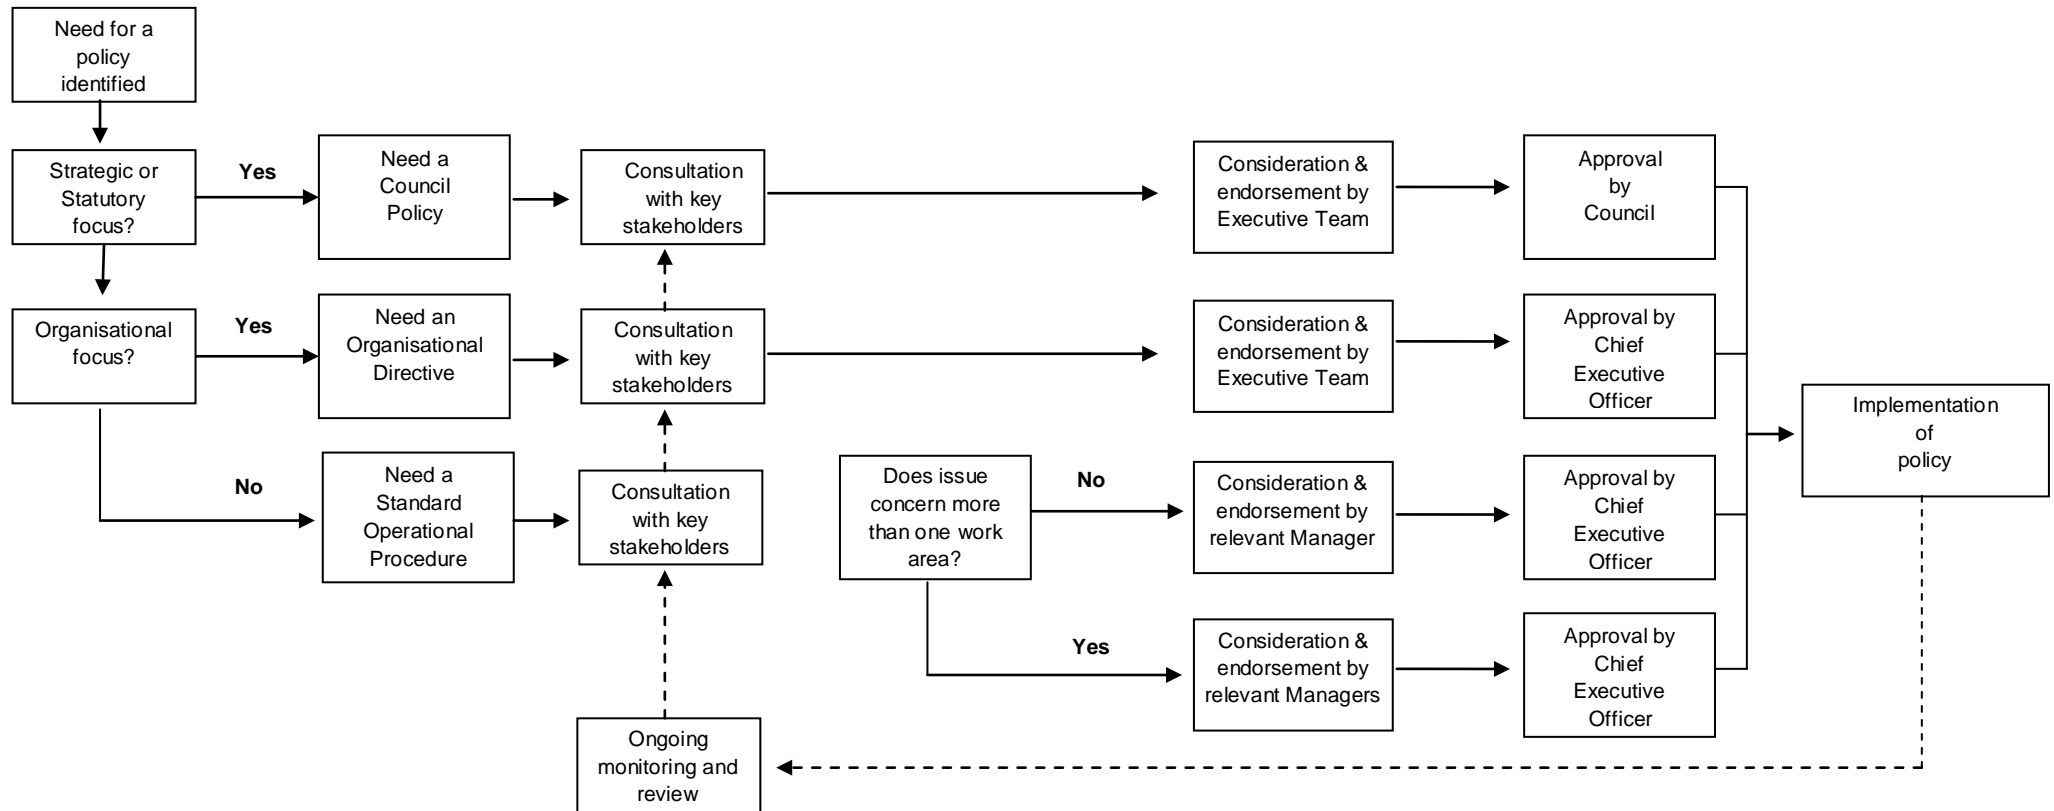 Need for a
policy
identified
Strategic or
Statutory
focus?
Yes
Need a
Council
Policy
Consultation
with key
stakeholders
Consideration &
endorsement by
Executive Team
Approval
by
Council
Organisational
focus?
Yes
Need an
Organisational
Directive
Consultation
with key
stakeholders
Consideration &
endorsement by
Executive Team
Approval by
Chief
Executive
Officer
Implementation
of
policy
No
Need a
Standard
Operational
Procedure
Consultation
with key
stakeholders
Does issue
concern more
than one work
area?
No
Consideration &
endorsement by
relevant Manager
Approval by
Chief
Executive
Officer
Yes
Consideration &
endorsement by
relevant Managers
Approval by
Chief
Executive
Officer
Ongoing
monitoring and
review